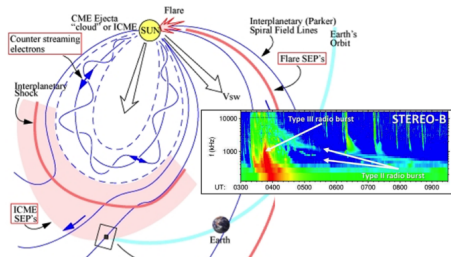 Flare
CME Ejecta
“cloud” or ICME
SUN
Interplanetary (Parker)
Spiral Field Lines
Earth's
Orbit
Counter streaming
electrons
Flare SEP's
Interplanetary
Shock
Vsw
Type III radio burst
STEREO-B
10000
1000
f (kHz)
Type II radio burst
UT: 0300 0400 0500 0600 0700 0800 0900
ICME
SEP's
Earth